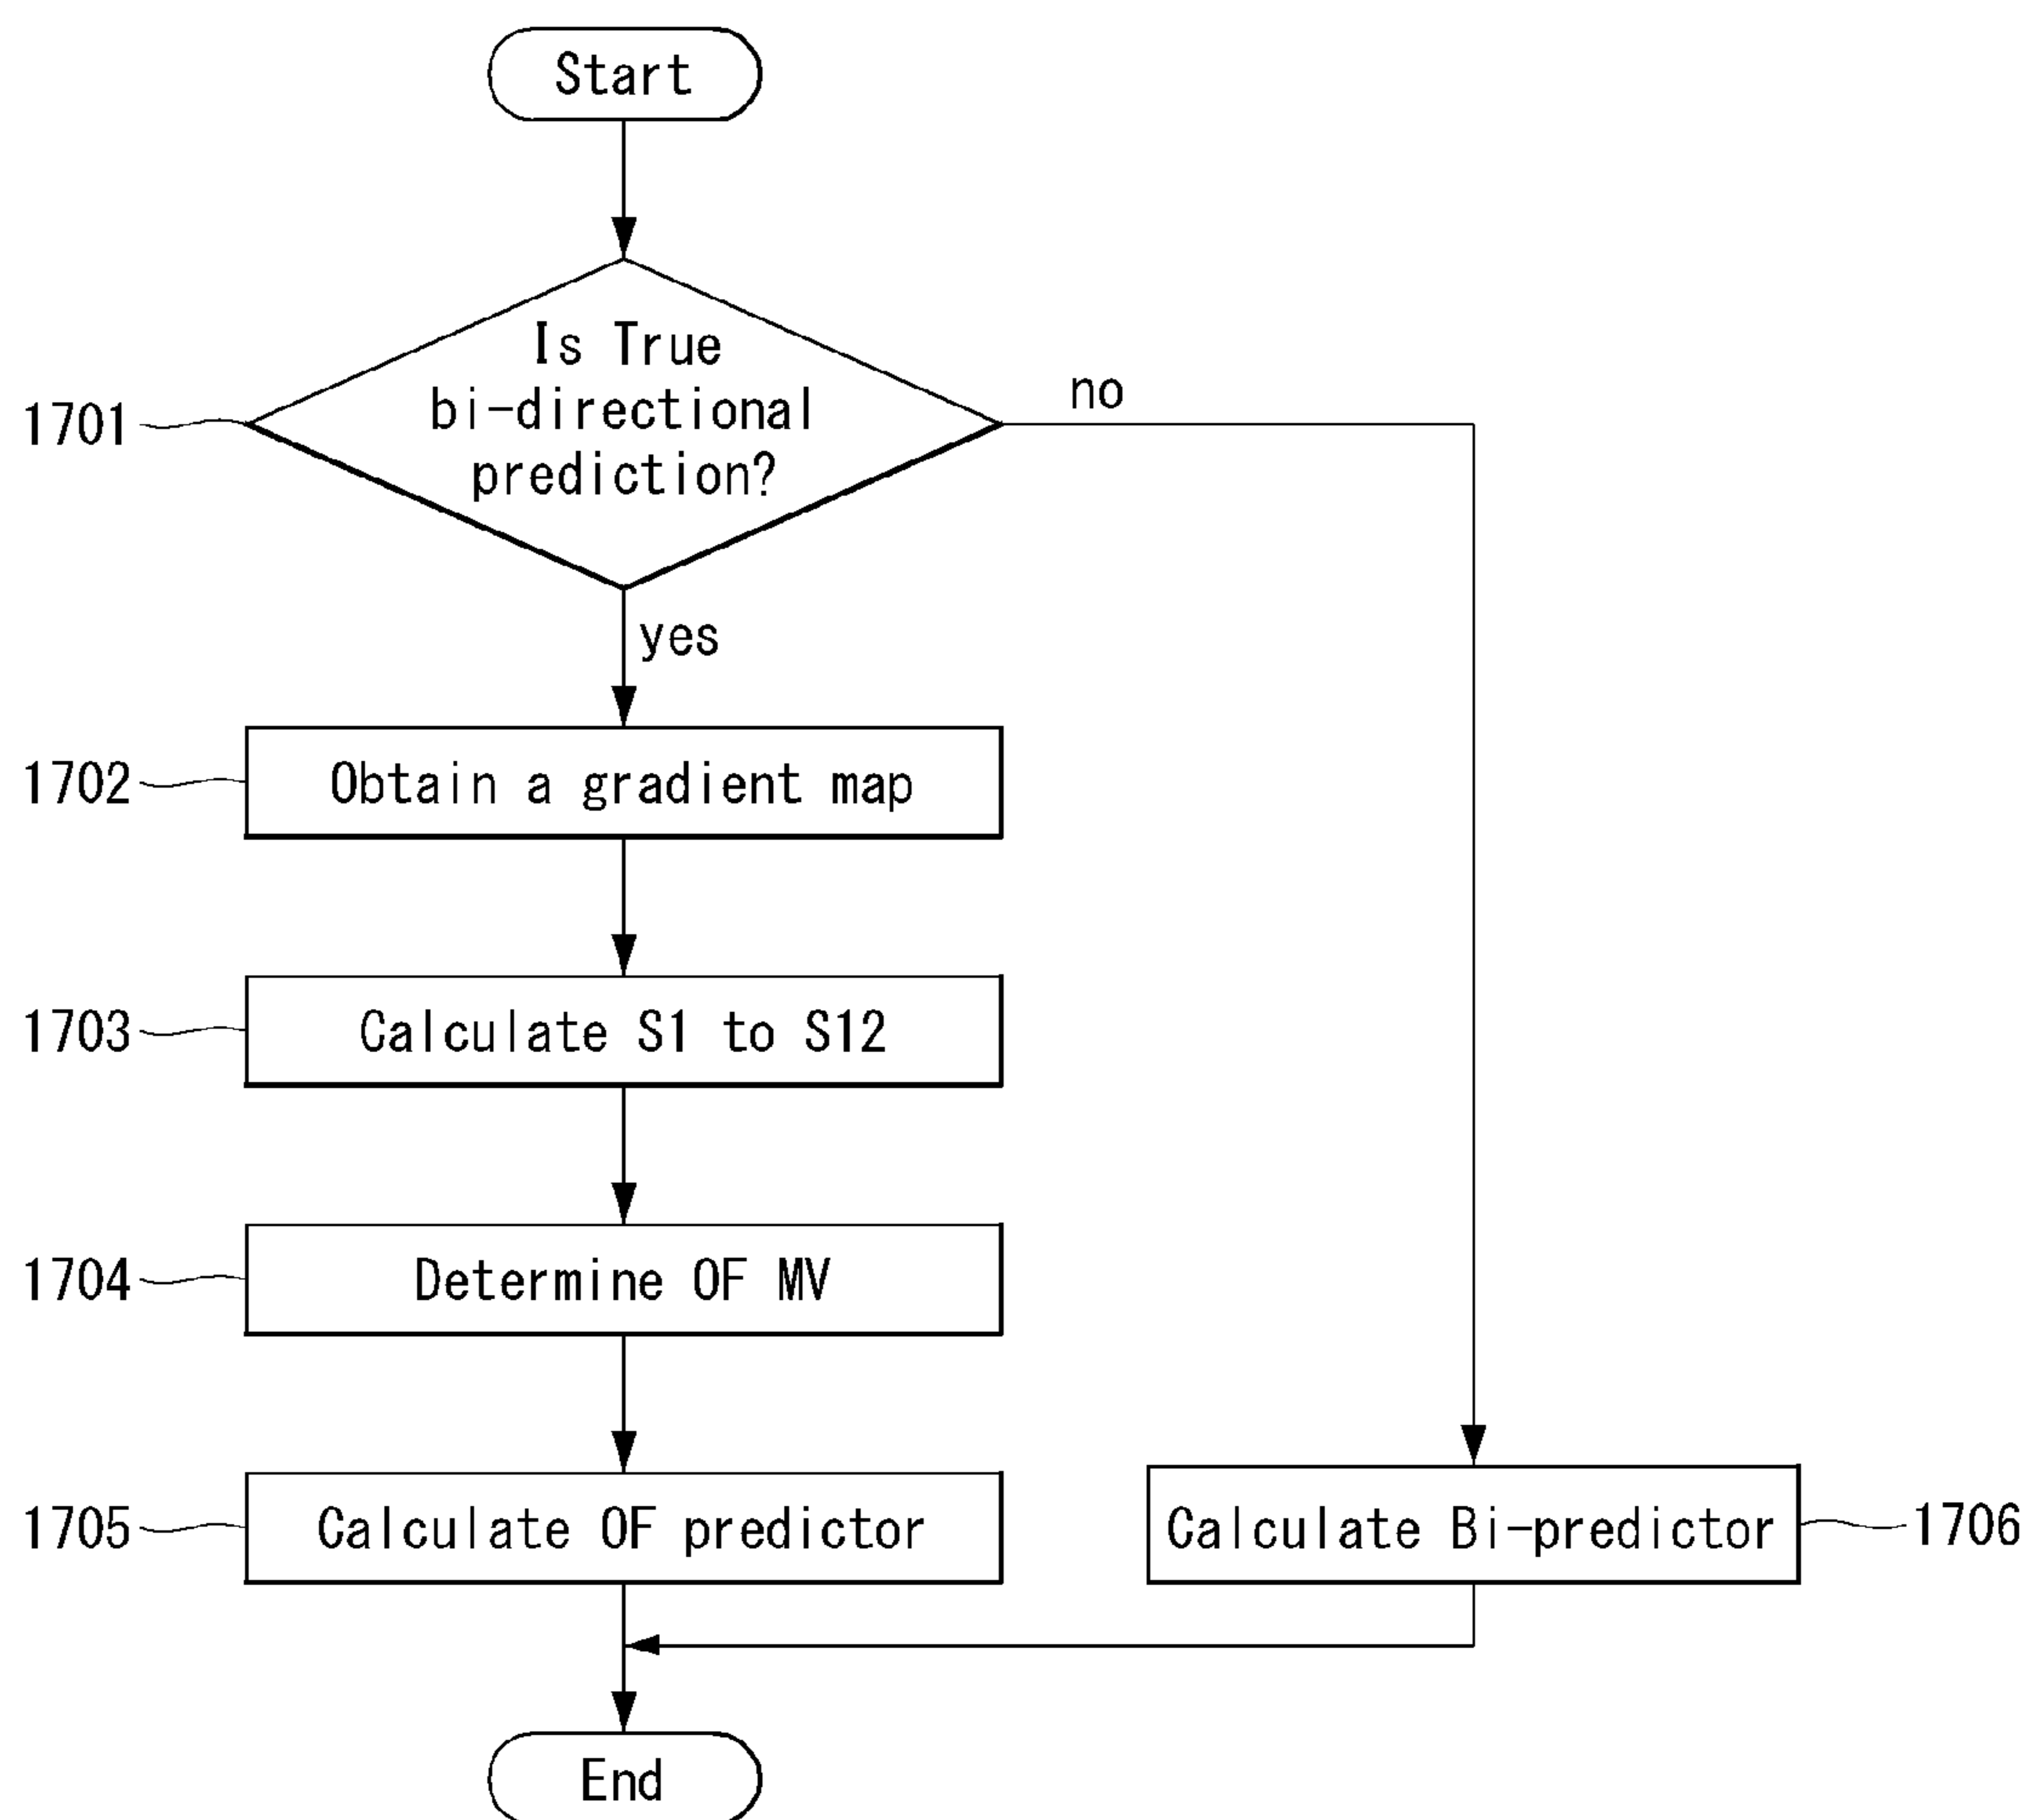 Start
Is True
bi-directional
prediction?
1701
no
yes
1702
Obtain a gradient map
1703
Calculate S1 to S12
1704
Determine OF MV
1705
Calculate OF predictor
Calculate Bi-predictor
1706
End